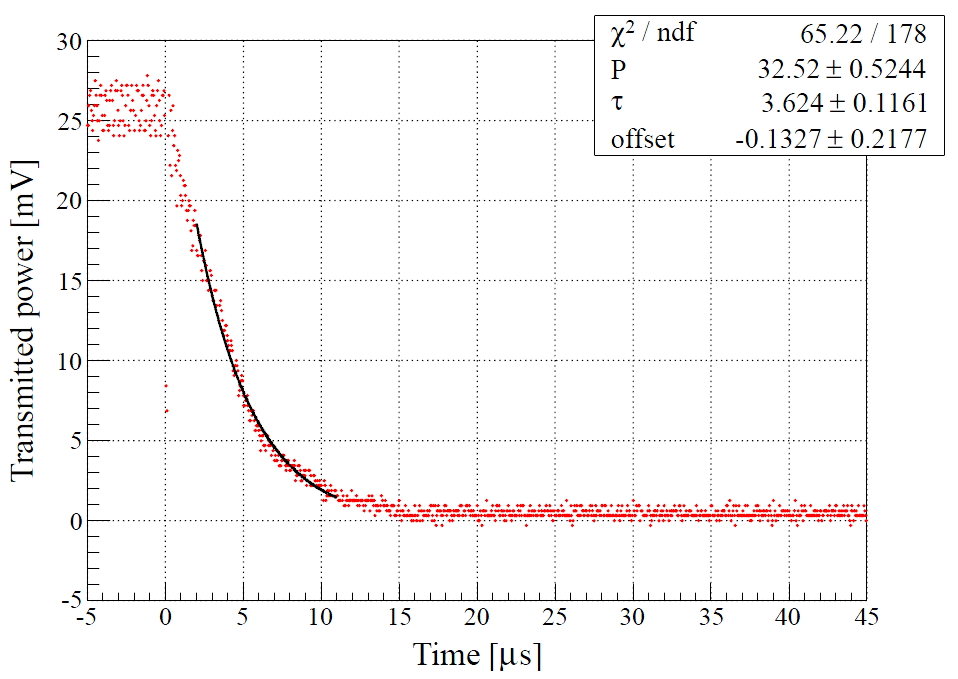 χ² / ndf 65.22 / 178
P 32.52 ± 0.5244
τ 3.624 ± 0.1161
offset -0.1327 ± 0.2177
Transmitted power [mV]
30
25
20
15
10
5
0
-5
-5 0 5 10 15 20 25 30 35 40 45
Time [μs]